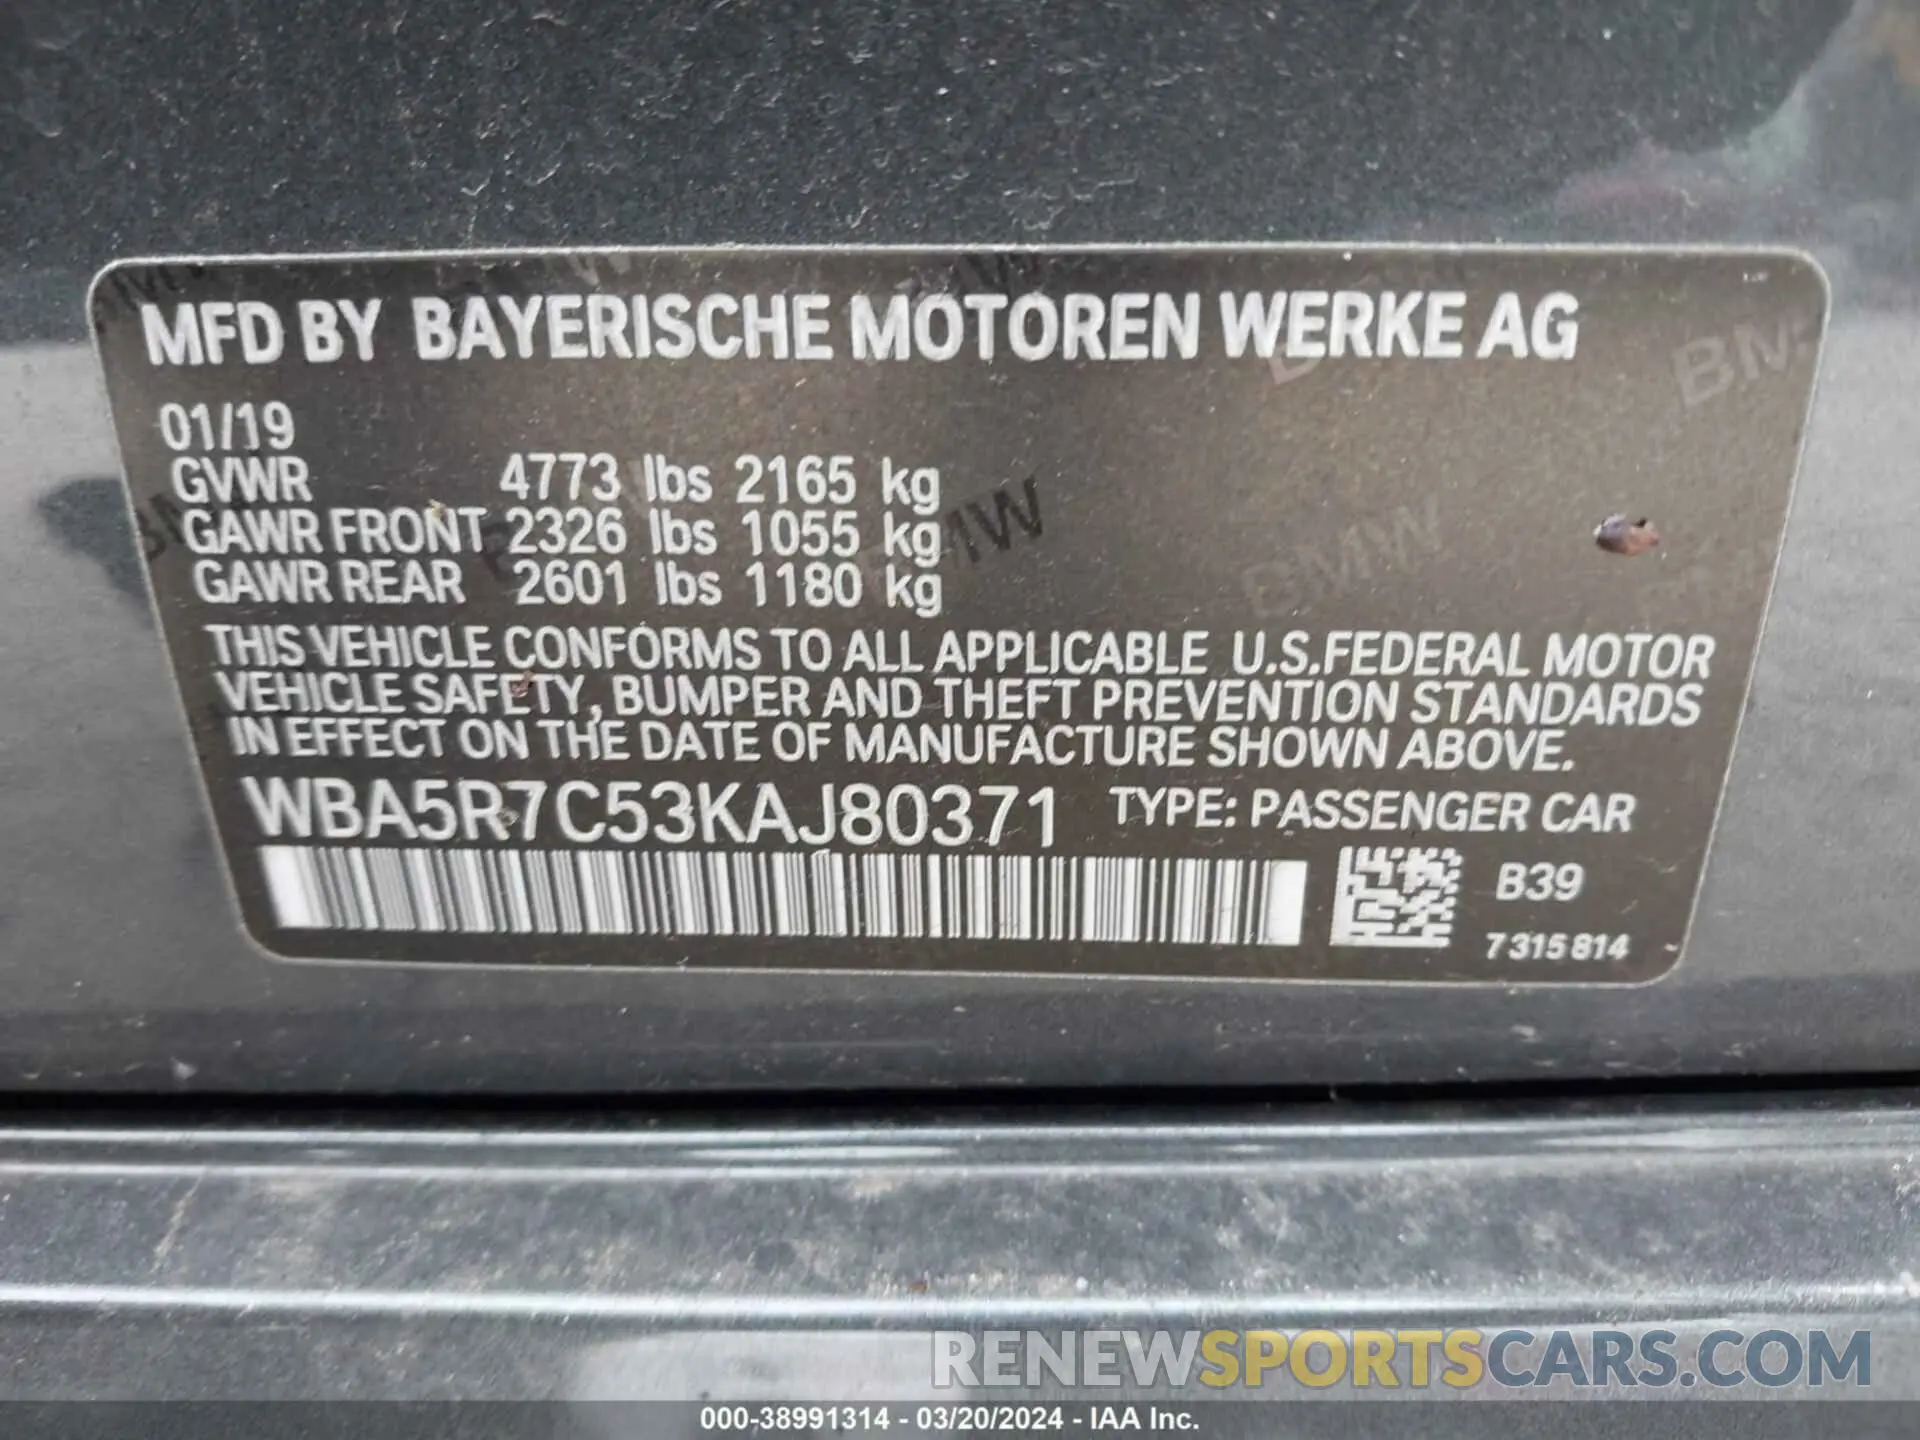 MFD BY BAYERISCHE MOTOREN WERKE AG
01/19
GVWR 4773 lbs 2165 kg
GAWR FRONT 2326 lbs 1055 kg
GAWR REAR 2601 lbs 1180 kg
THIS VEHICLE CONFORMS TO ALL APPLICABLE U.S.FEDERAL MOTOR
VEHICLE SAFETY, BUMPER AND THEFT PREVENTION STANDARDS
IN EFFECT ON THE DATE OF MANUFACTURE SHOWN ABOVE.
WBA5R7C53KAJ80371 TYPE: PASSENGER CAR
B39
7 315 814
RENEWSPORTSCARS.COM
000-38991314 - 03/20/2024 - IAA Inc.